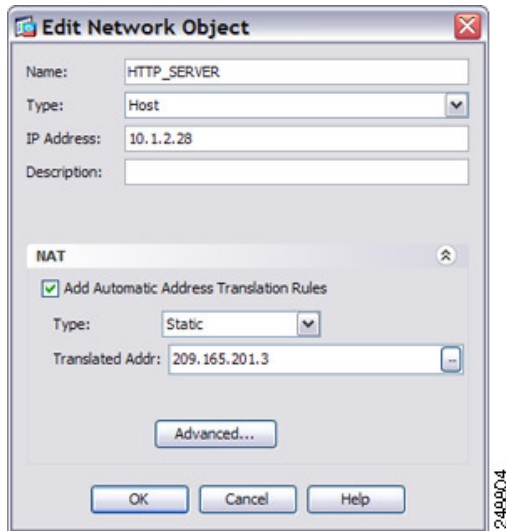 Edit Network Object
Name: HTTP_SERVER
Type: Host
IP Address: 10.1.2.28
Description:
NAT
Add Automatic Address Translation Rules
Type: Static
Translated Addr: 209.165.201.3 ...
Advanced...
OK Cancel Help
248804